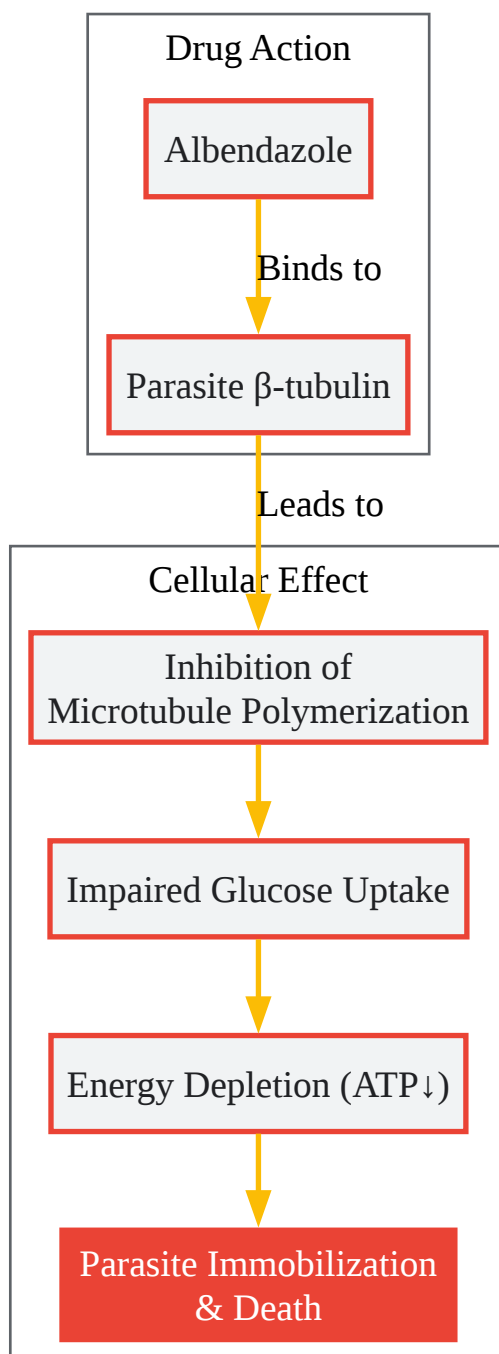 Drug Action
Albendazole
Binds to
Parasite β-tubulin
Leads to
Cellular Effect
Inhibition of
Microtubule Polymerization
Impaired Glucose Uptake
Energy Depletion (ATP↓)
Parasite Immobilization
& Death